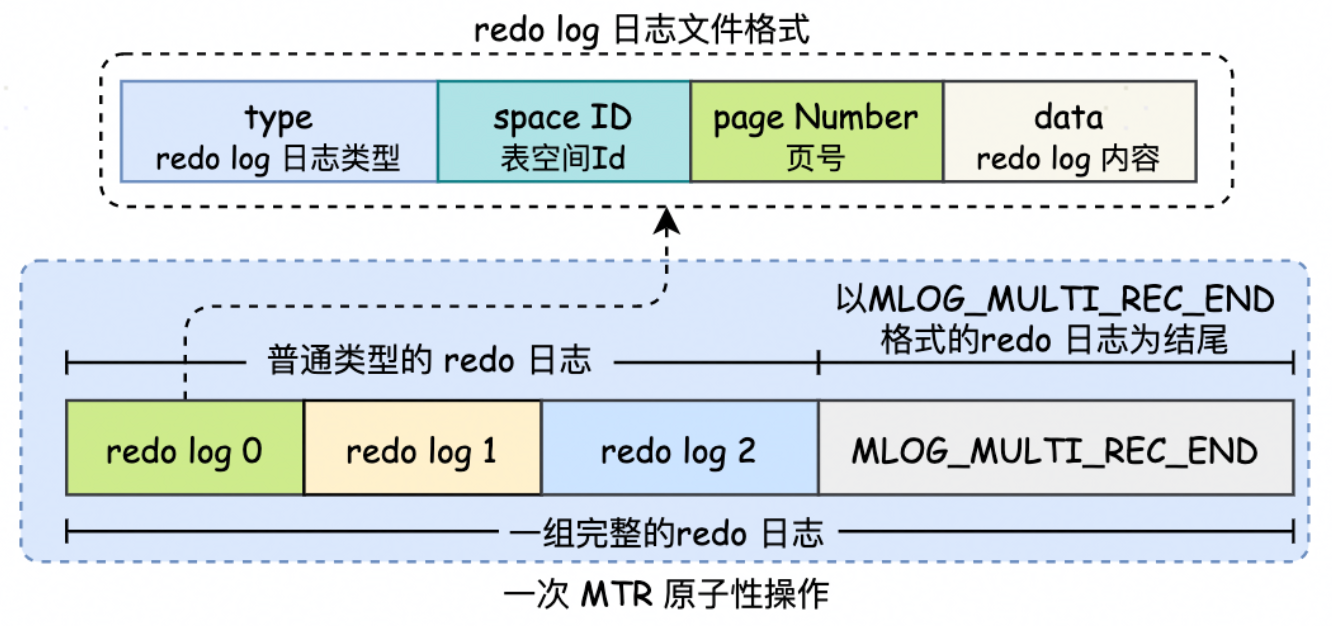 redo log 日志文件格式
type
redo log 日志类型
space ID
表空间Id
page Number
页号
data
redo log 内容
以MLOG_MULTI_REC_END
格式的redo 日志为结尾
普通类型的 redo 日志
redo log 0
redo log 1
redo log 2
MLOG_MULTI_REC_END
一组完整的redo 日志
一次 MTR 原子性操作